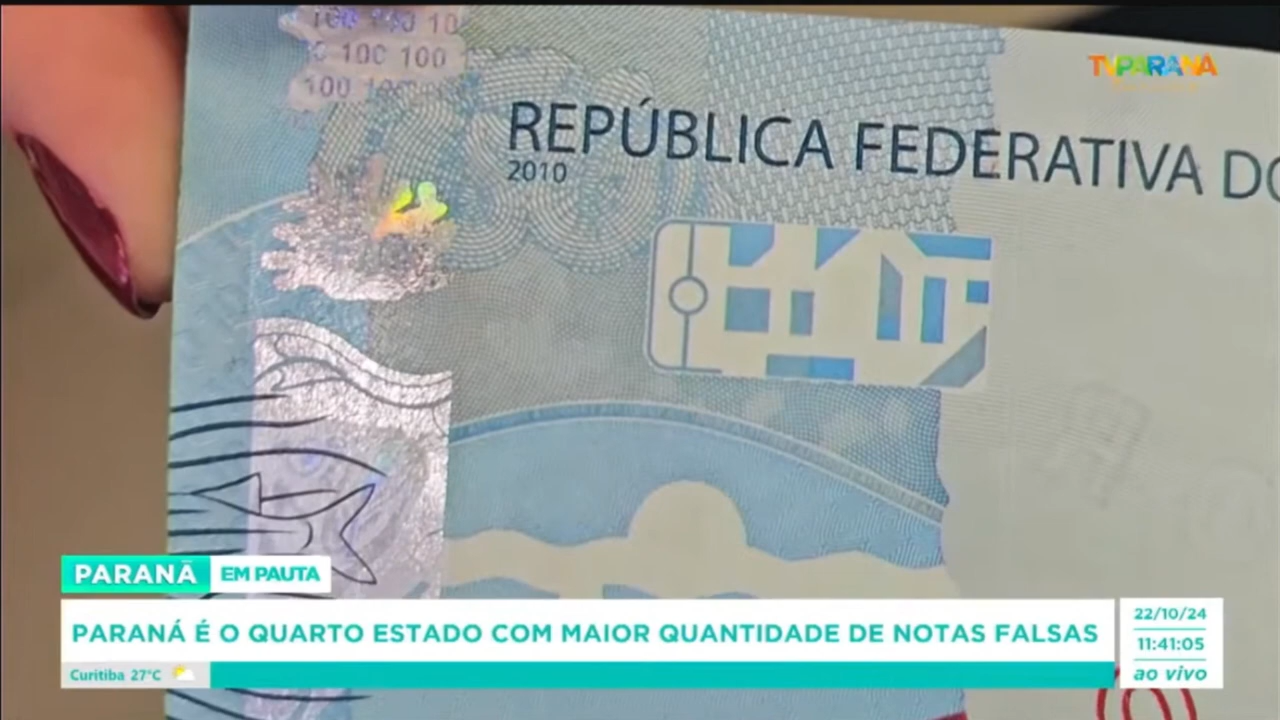 100 100 10
100 100
100
TVPARANÁ
REPÚBLICA FEDERATIVA DO
2010
PARANÁ EM PAUTA
PARANÁ É O QUARTO ESTADO COM MAIOR QUANTIDADE DE NOTAS FALSAS
22/10/24
11:41:05
ao vivo
Curitiba 27°C